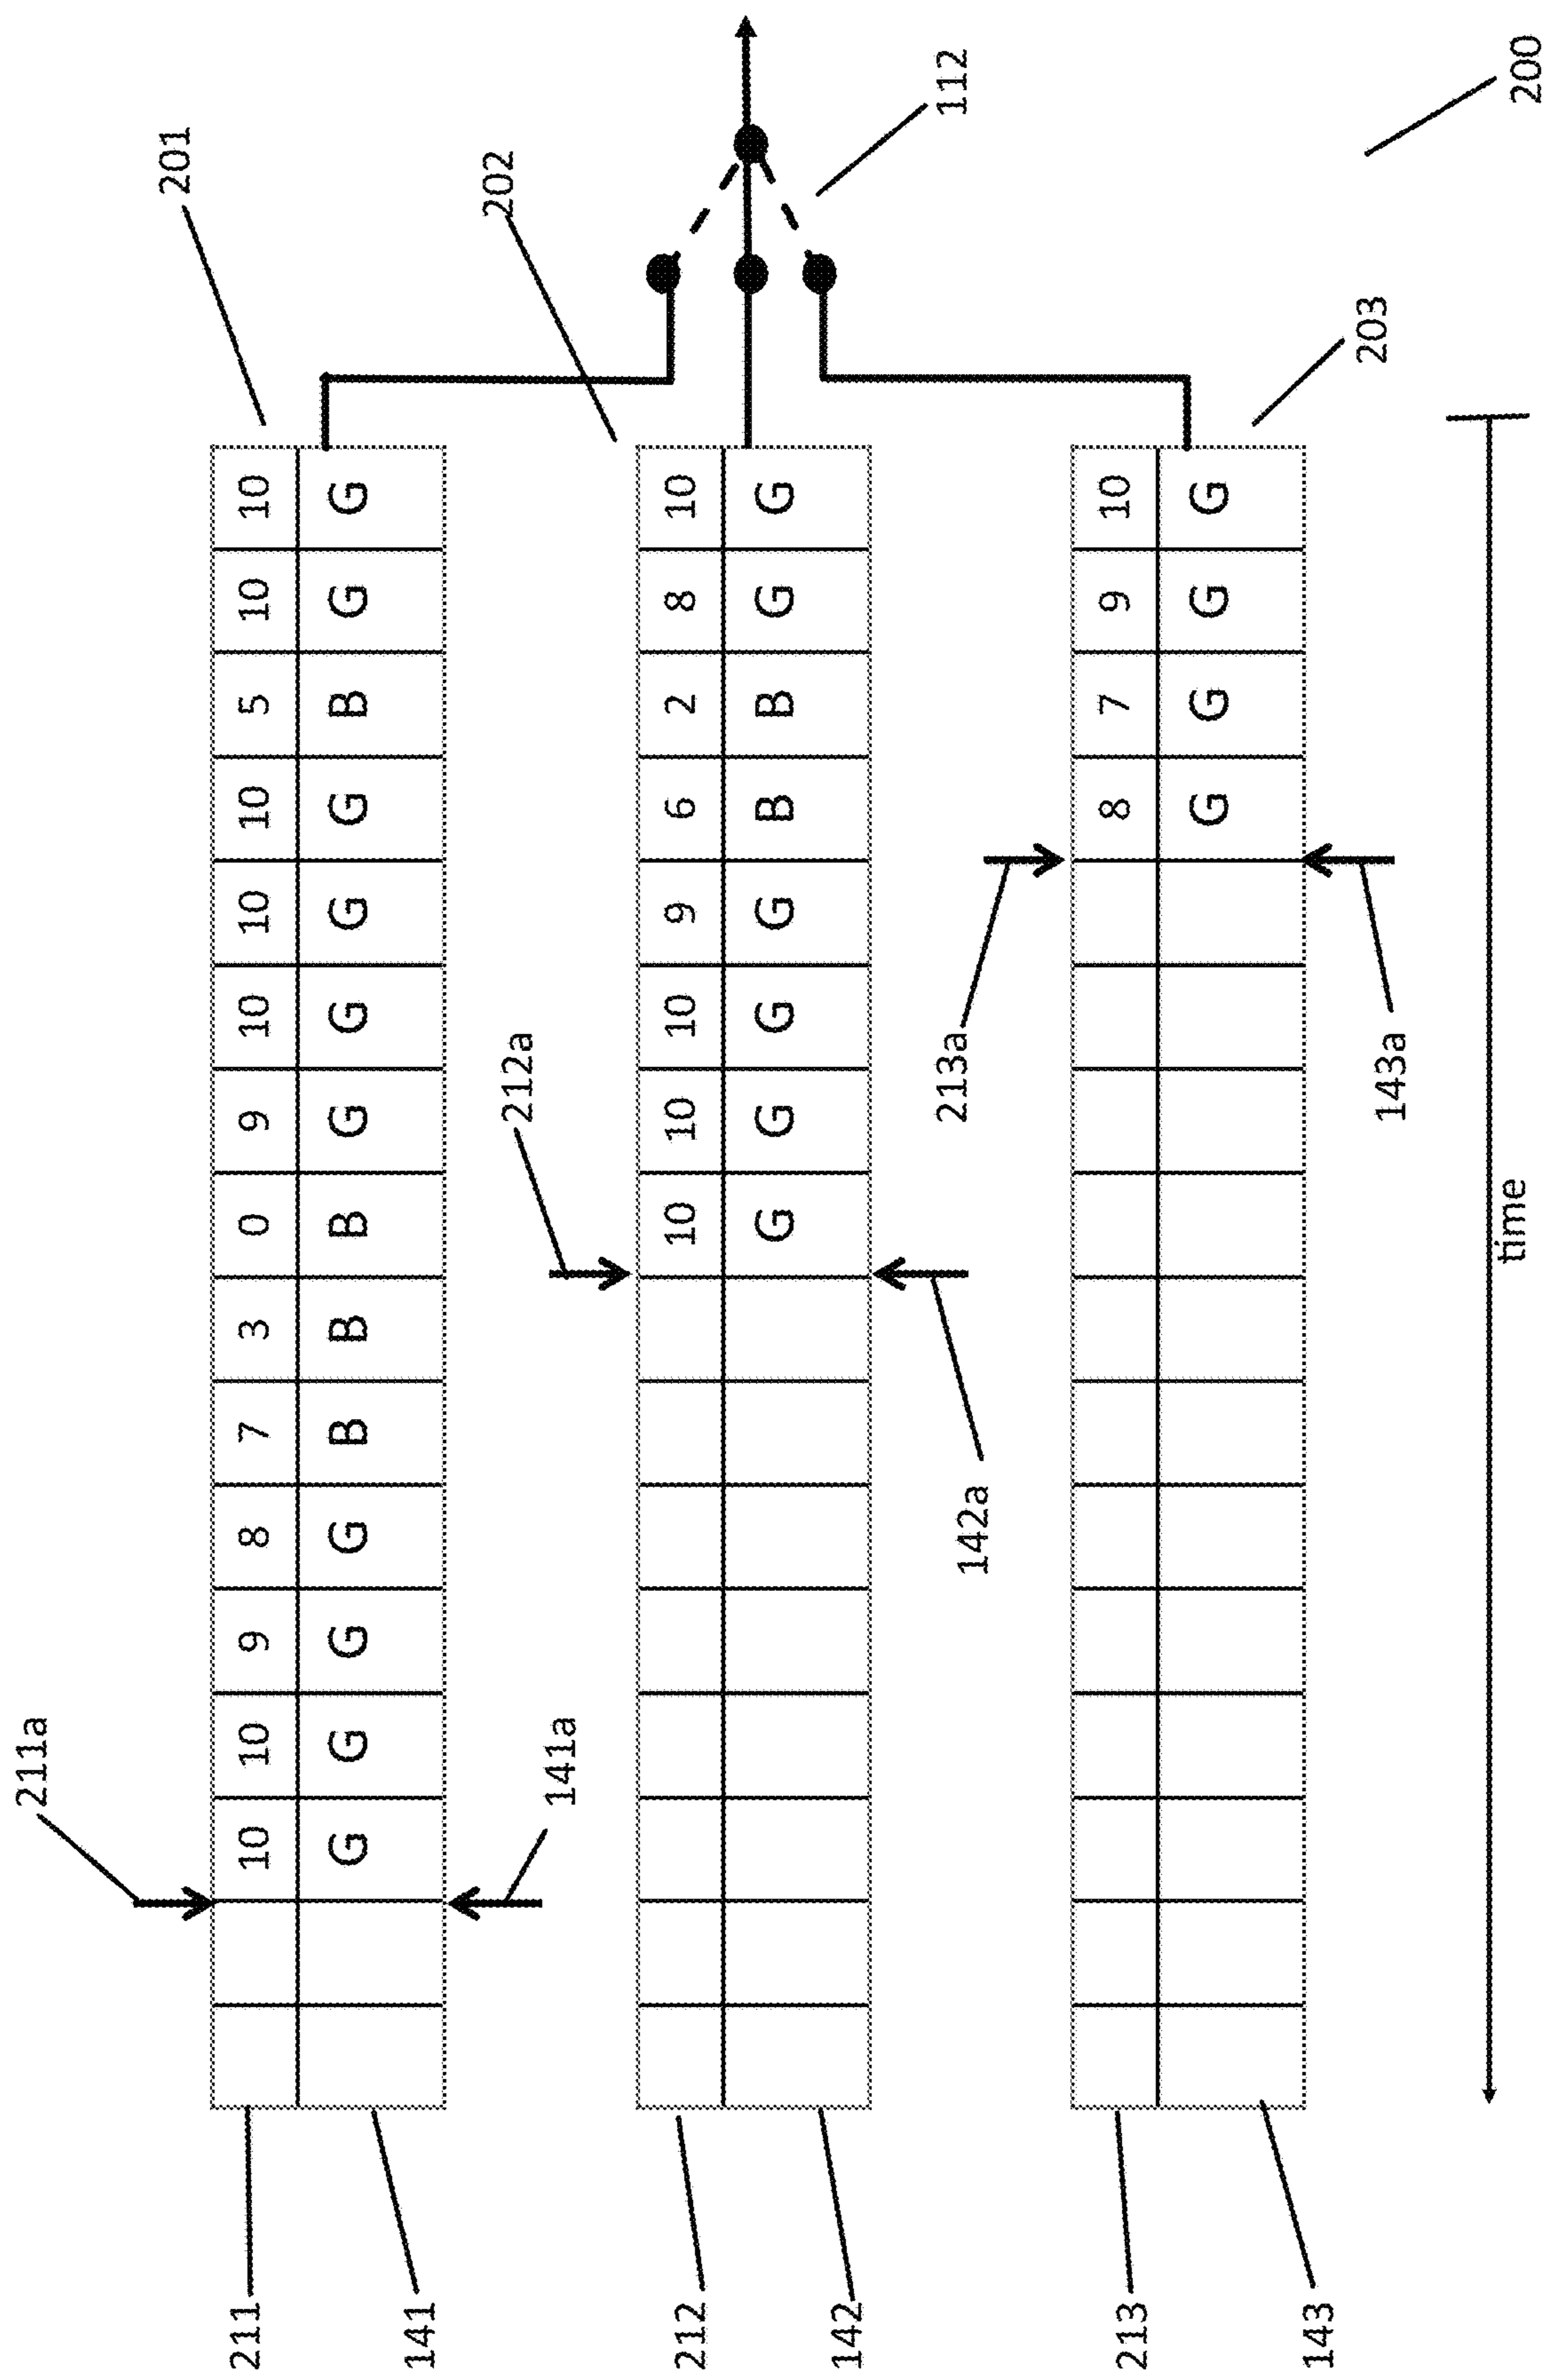 211a
201
211 10 10 9 8 7 3 0 9 10 10 10 5 10 10
G G G G B B B G G G G B G G
141
141a 212a 202
212 10 10 10 9 6 2 8 10
G G G G B B G G
142
142a 213a 112
213 8 7 9 10
G G G G
143
143a 203
time
200